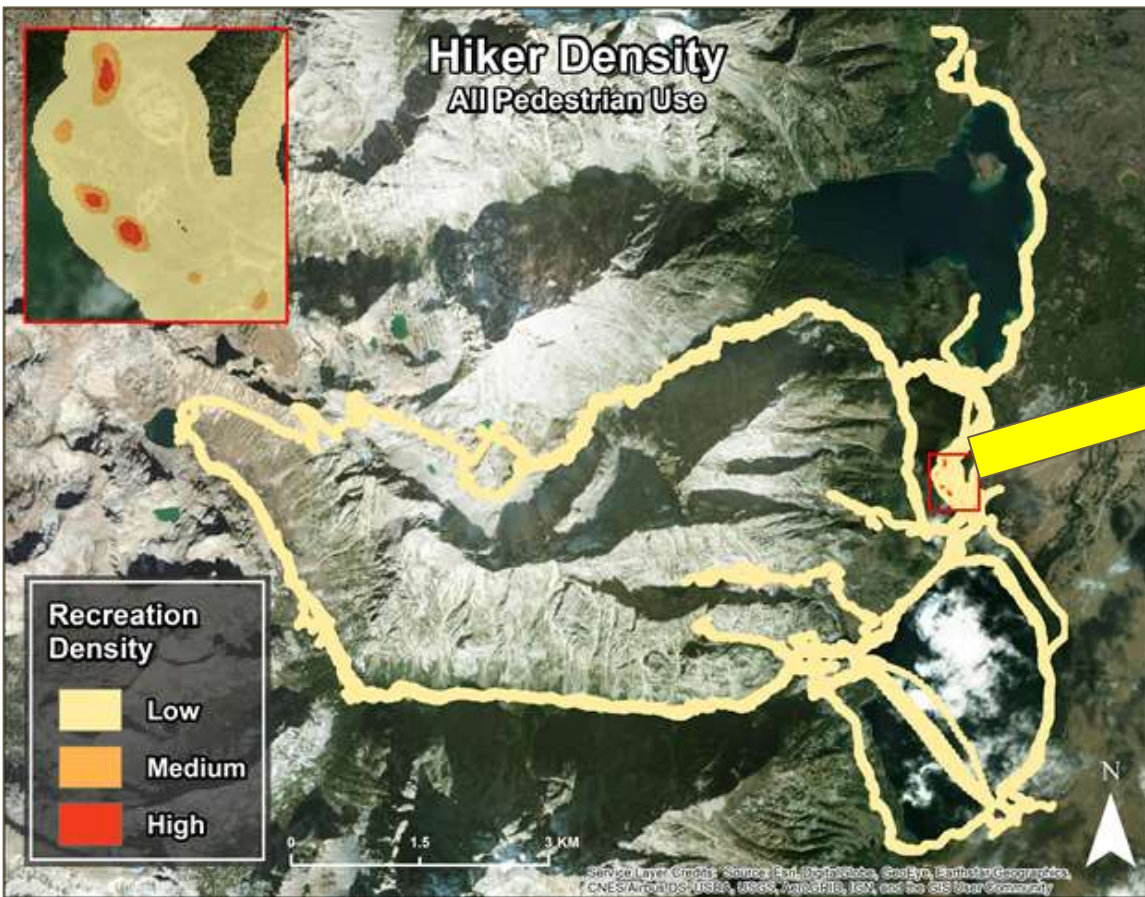 Hiker Density
All Pedestrian Use
Recreation
Density
Low
Medium
High
0 1.5 3 KM
N
Service Layer Credits: Source: Esri, DigitalGlobe, GeoEye, Earthstar Geographics,
CNES/Airbus DS, USDA, USGS, AeroGRID, IGN, and the GIS User Community